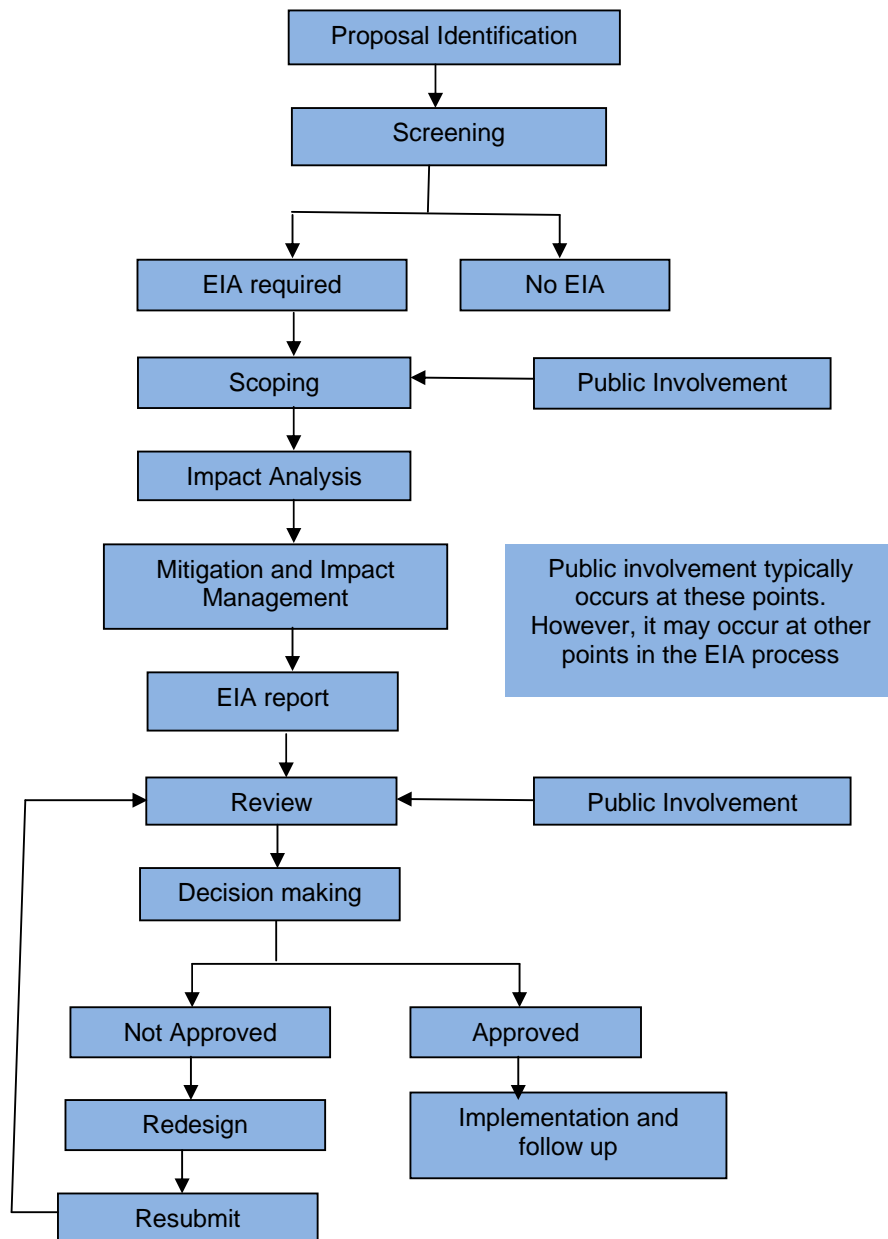 Proposal Identification
Screening
EIA required
No EIA
Scoping
Public Involvement
Impact Analysis
Mitigation and Impact
Management
Public involvement typically
occurs at these points.
However, it may occur at other
points in the EIA process
EIA report
Review
Public Involvement
Decision making
Not Approved
Approved
Redesign
Implementation and
follow up
Resubmit